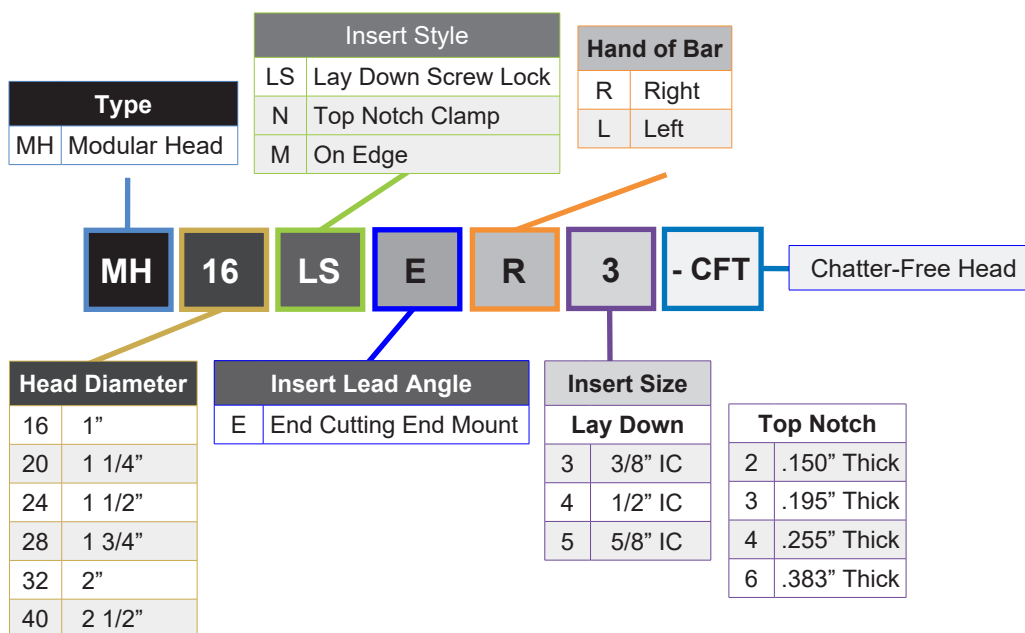 Insert Style
LS Lay Down Screw Lock
N Top Notch Clamp
M On Edge
Hand of Bar
R Right
L Left
Type
MH Modular Head
MH 16 LS E R 3 - CFT
Chatter-Free Head
Head Diameter
16 1”
20 1 1/4”
24 1 1/2”
28 1 3/4”
32 2”
40 2 1/2”
Insert Lead Angle
E End Cutting End Mount
Insert Size
Lay Down
3 3/8” IC
4 1/2” IC
5 5/8” IC
Top Notch
2 .150” Thick
3 .195” Thick
4 .255” Thick
6 .383” Thick